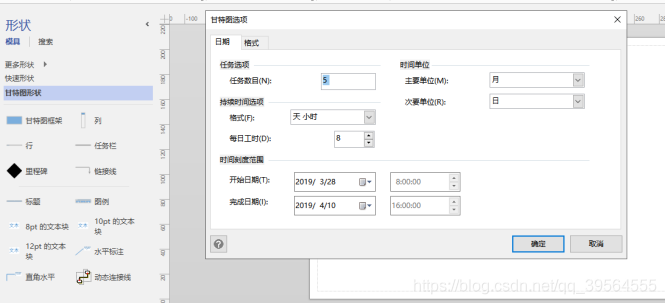 形状
模具 搜索
更多形状
快速形状
甘特图形状
甘特图框架 列
行 任务栏
里程碑 链接线
标题 图例
8pt 的文本块 10pt 的文本块
12pt 的文本块 水平标注
直角水平 动态连接线
甘特图选项
日期 格式
任务选项
任务数目(N): 5
持续时间选项
格式(F): 天 小时
每日工时(D): 8
时间单位
主要单位(M): 月
次要单位(R): 日
时间刻度范围
开始日期(T): 2019/ 3/28 8:00:00
完成日期(I): 2019/ 4/10 16:00:00
确定 取消
https://blog.csdn.net/qq_39564555